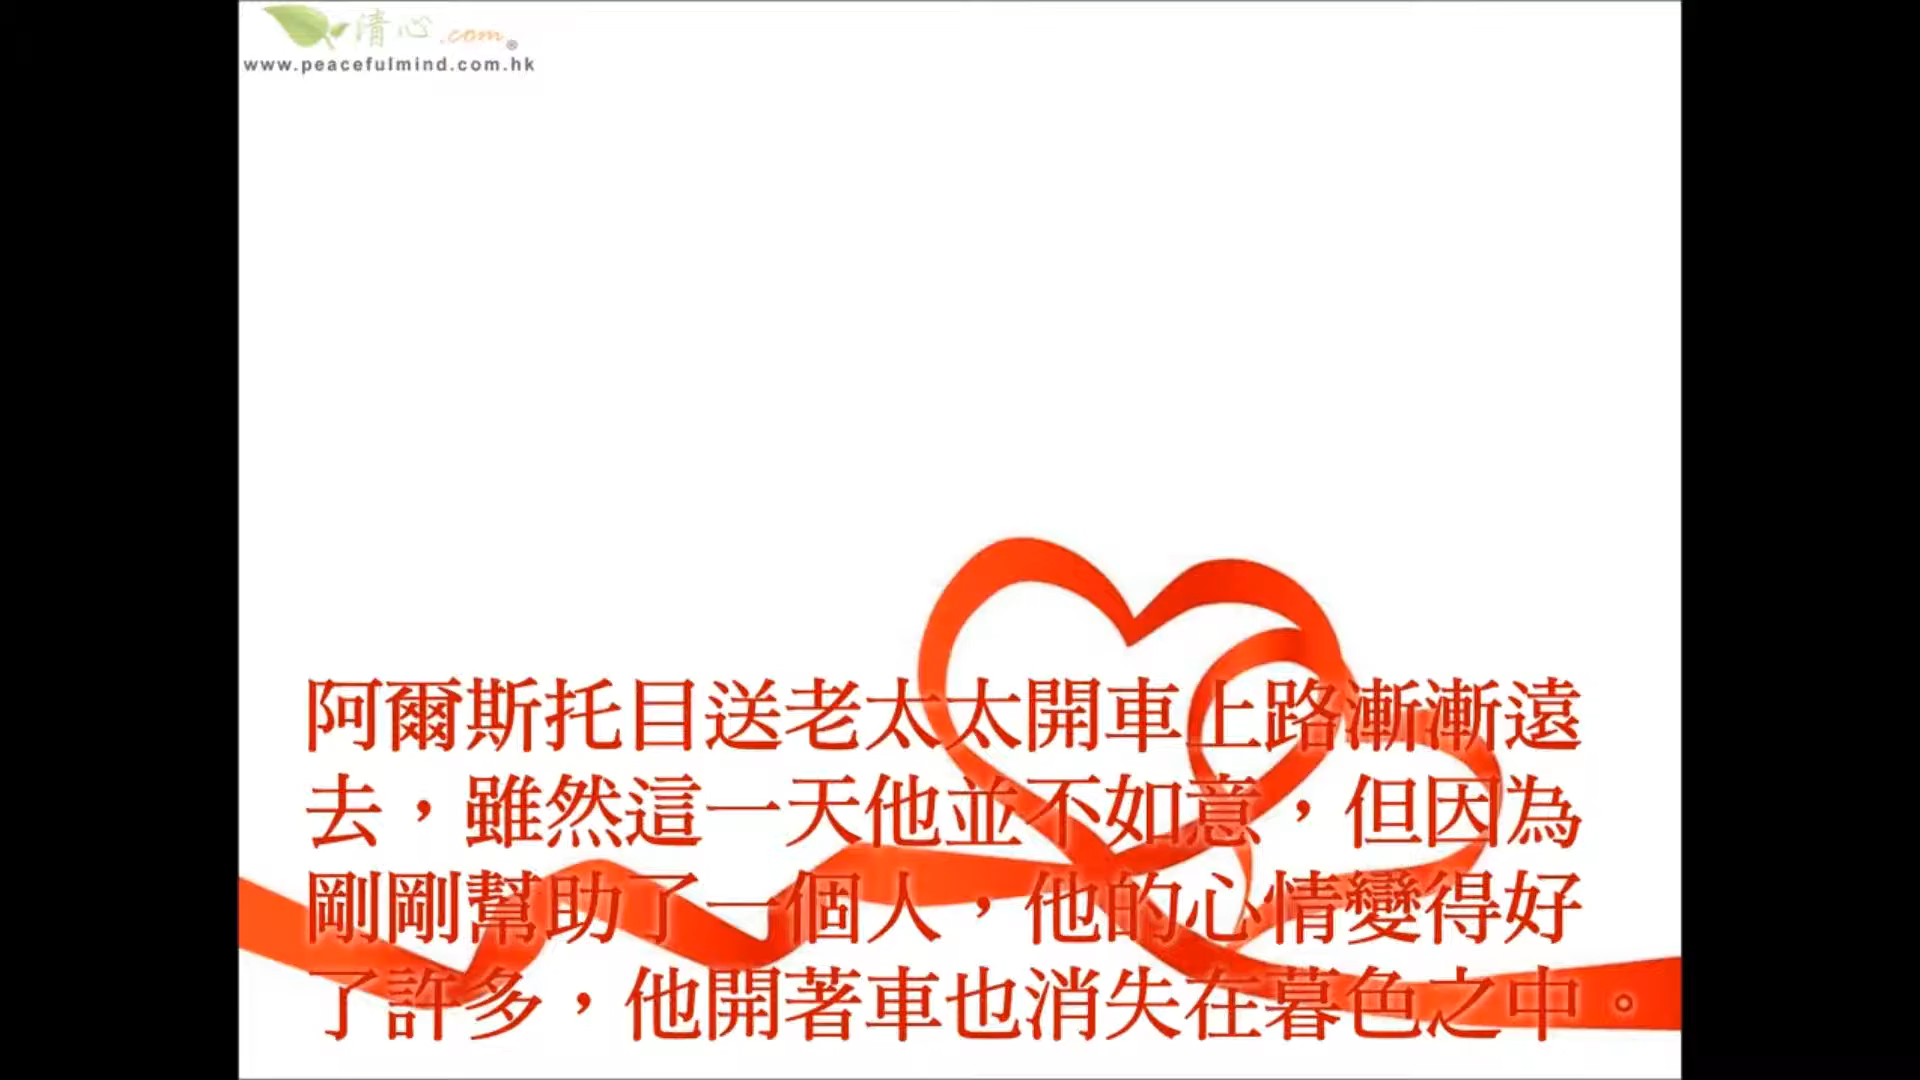 清心.com®
www.peacefulmind.com.hk
阿爾斯托目送老太太開車上路漸漸遠
去，雖然這一天他並不如意，但因為
剛剛幫助了一個人，他的心情變得好
了許多，他開著車也消失在暮色之中。